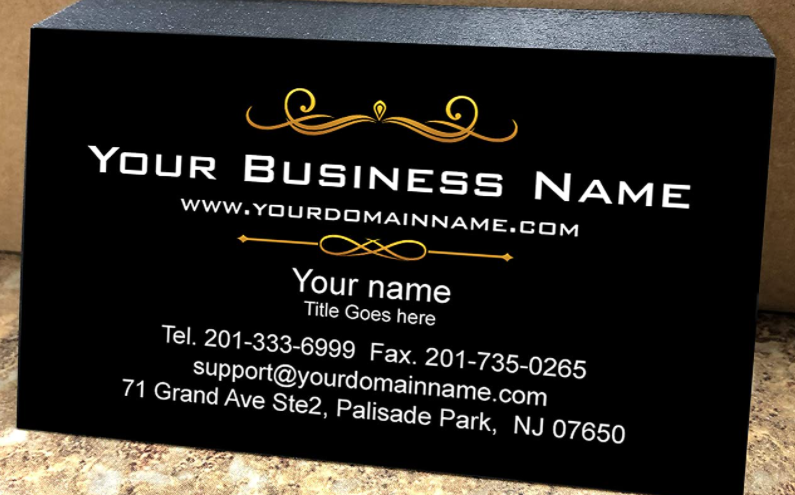 YOUR BUSINESS NAME
WWW.YOURDOMAINNAME.COM
Your name
Title Goes here
Tel. 201-333-6999 Fax. 201-735-0265
support@yourdomainname.com
71 Grand Ave Ste2, Palisade Park, NJ 07650